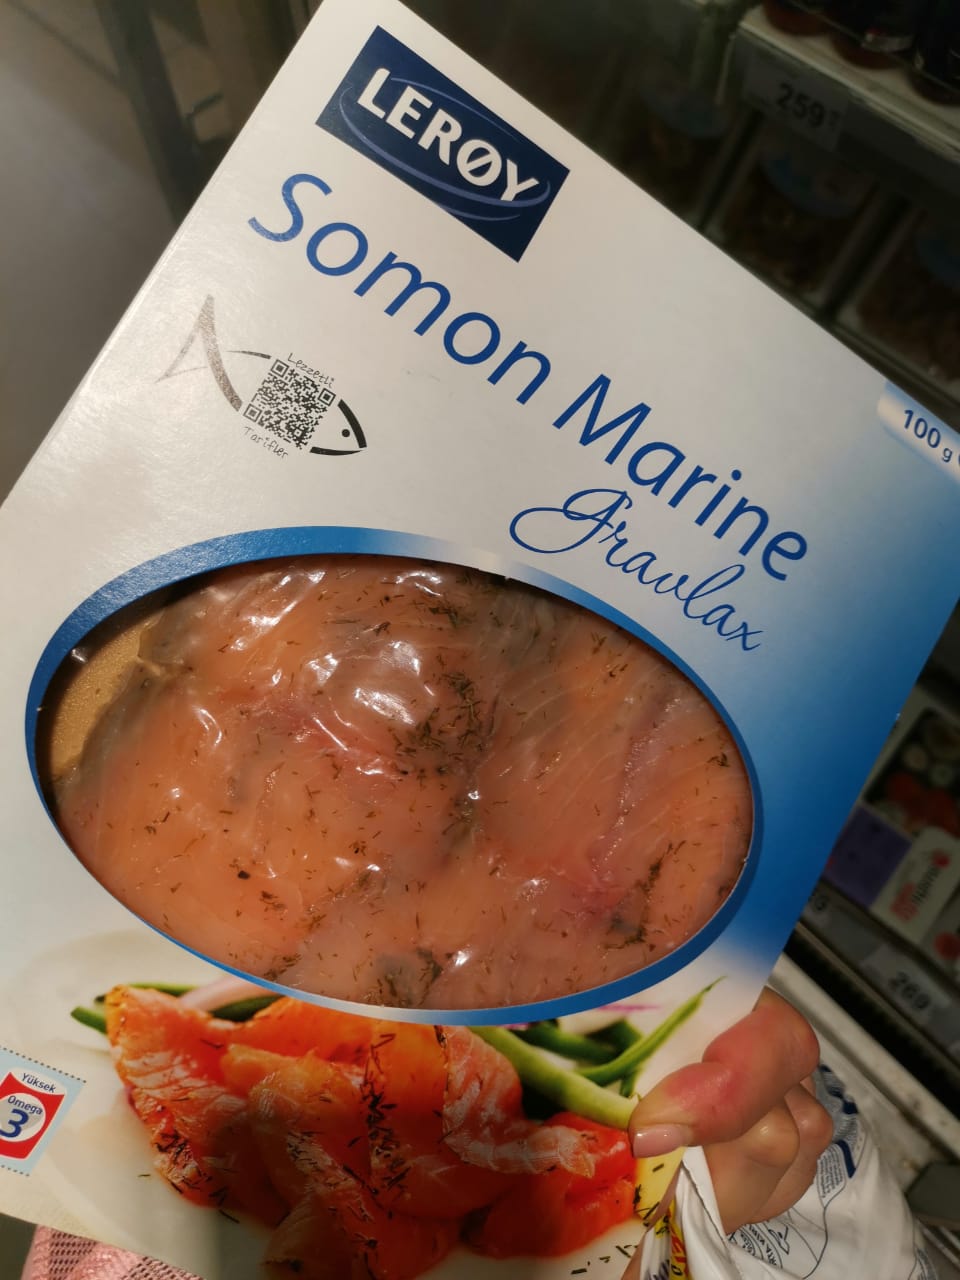 LERØY
Somon Marine
Gravlax
Lezzetli
Tarifler
100 g
Yüksek
Omega
3
259
269